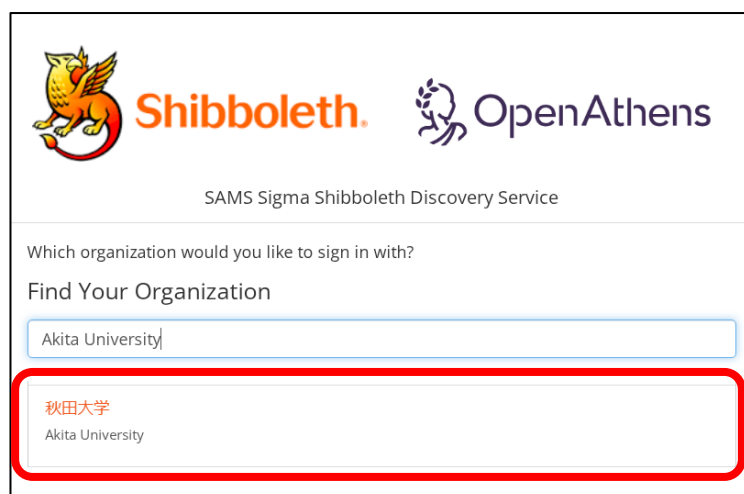 Shibboleth.
OpenAthens
SAMS Sigma Shibboleth Discovery Service
Which organization would you like to sign in with?
Find Your Organization
Akita University
秋田大学
Akita University